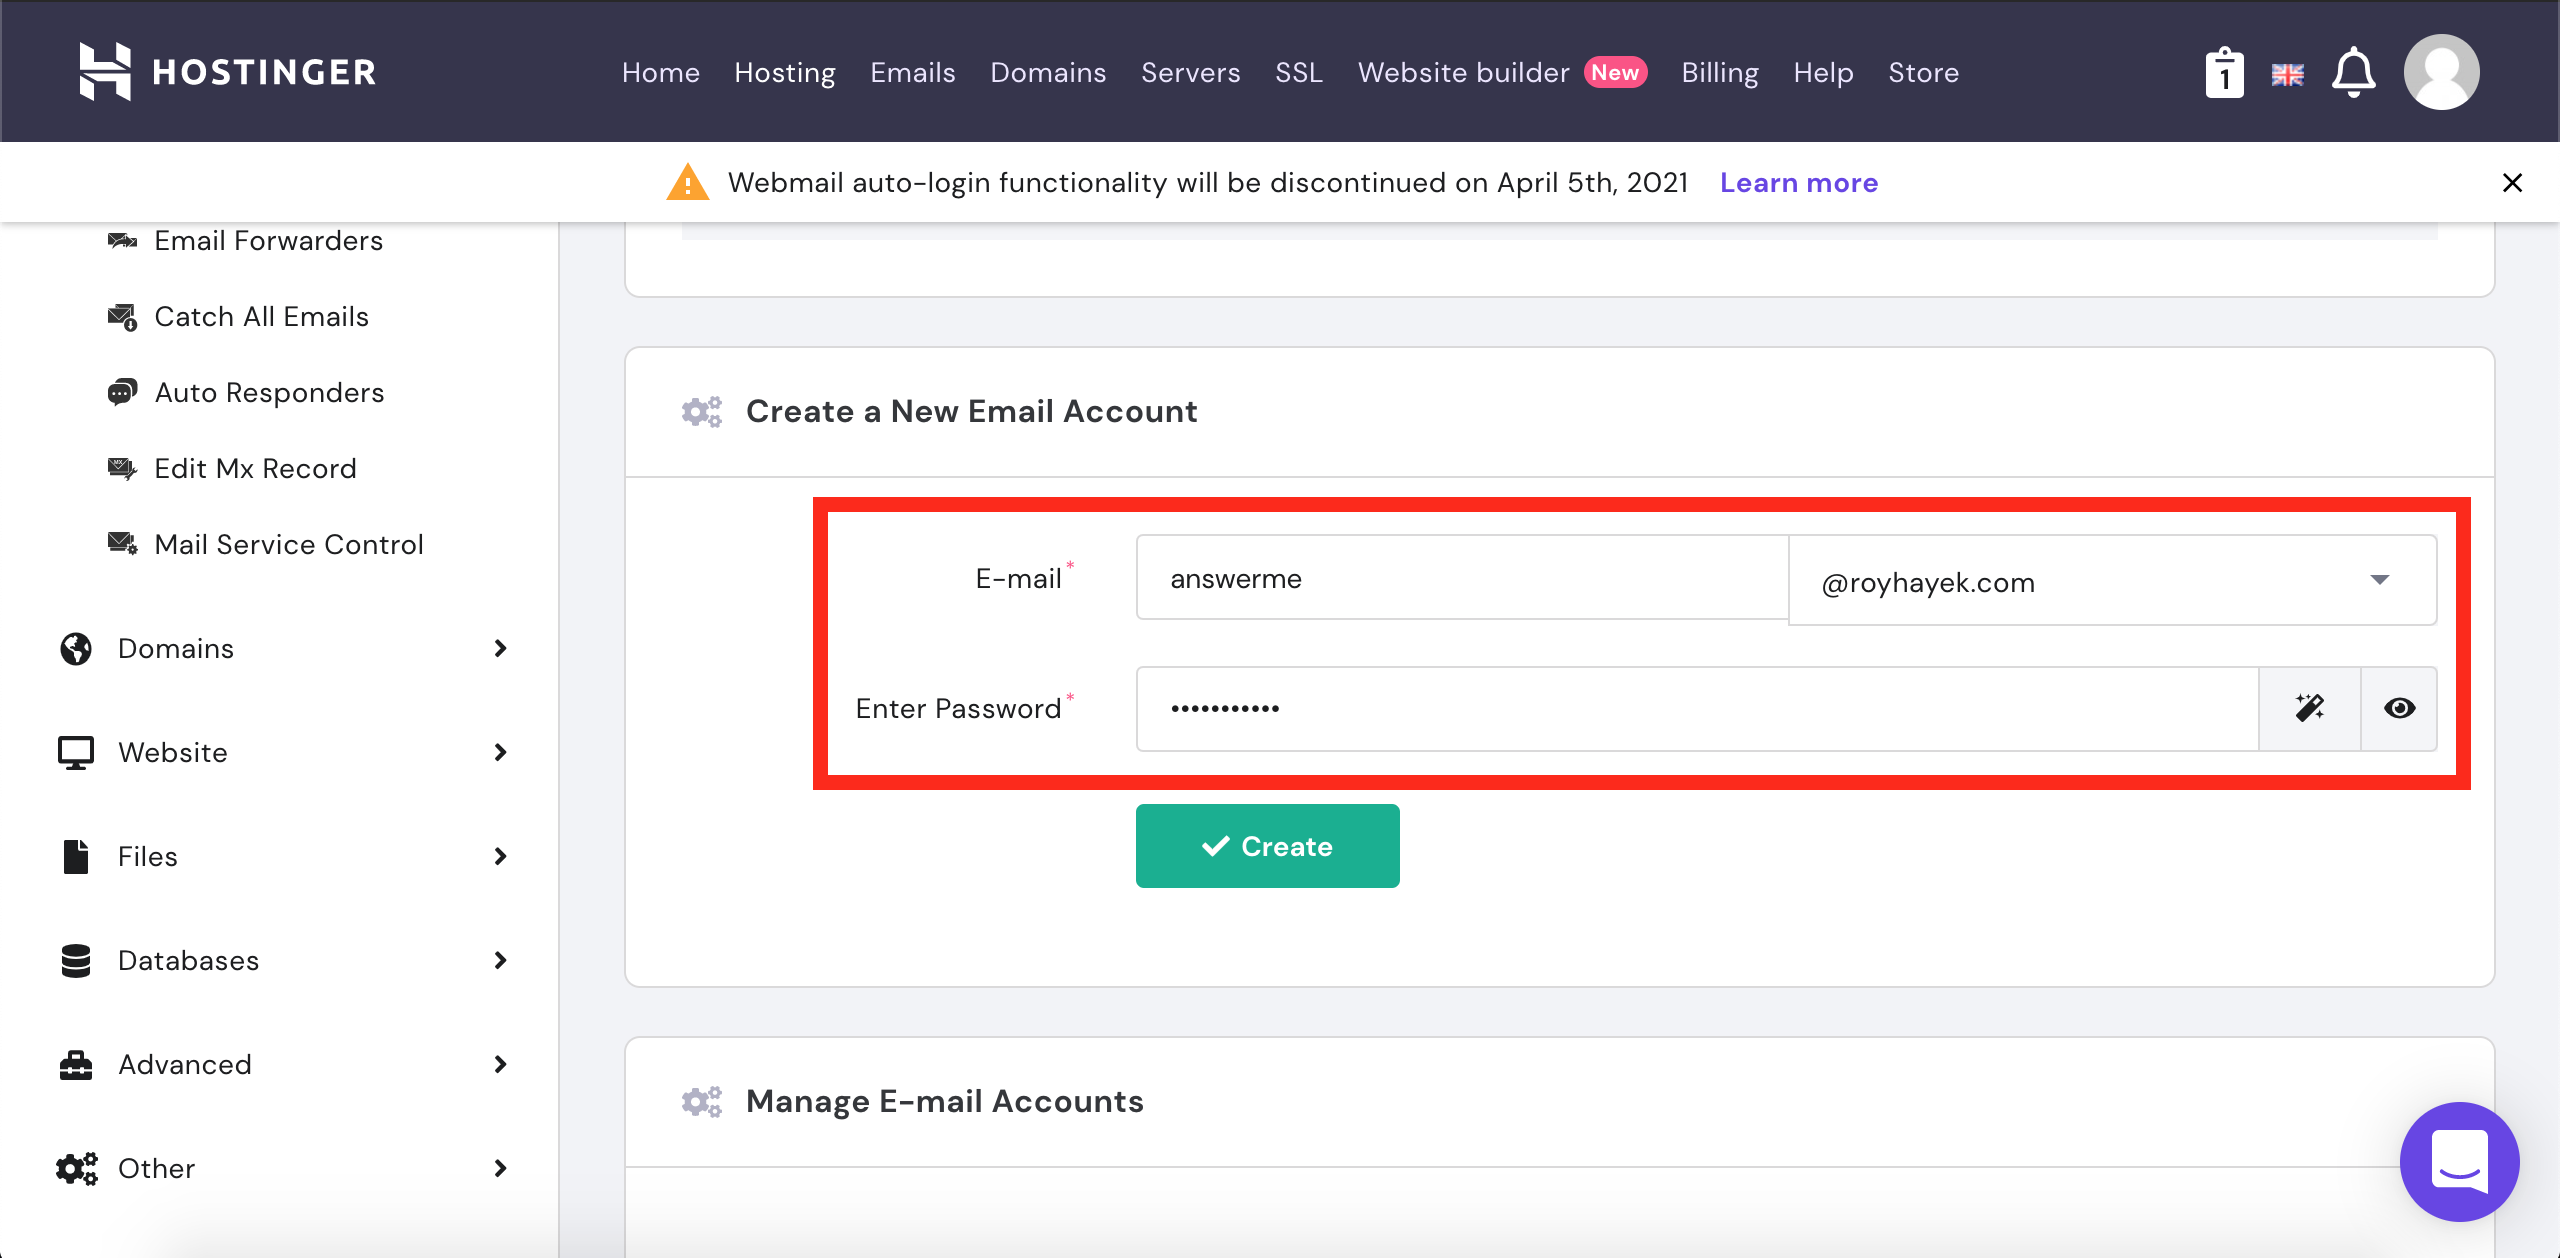 HOSTINGER
Home Hosting Emails Domains Servers SSL Website builder New Billing Help Store
1
Webmail auto-login functionality will be discontinued on April 5th, 2021 Learn more
Email Forwarders
Catch All Emails
Auto Responders
Edit Mx Record
Mail Service Control
Domains
Website
Files
Databases
Advanced
Other
Create a New Email Account
E-mail* answerme @royhayek.com
Enter Password* •••••••••••
Create
Manage E-mail Accounts